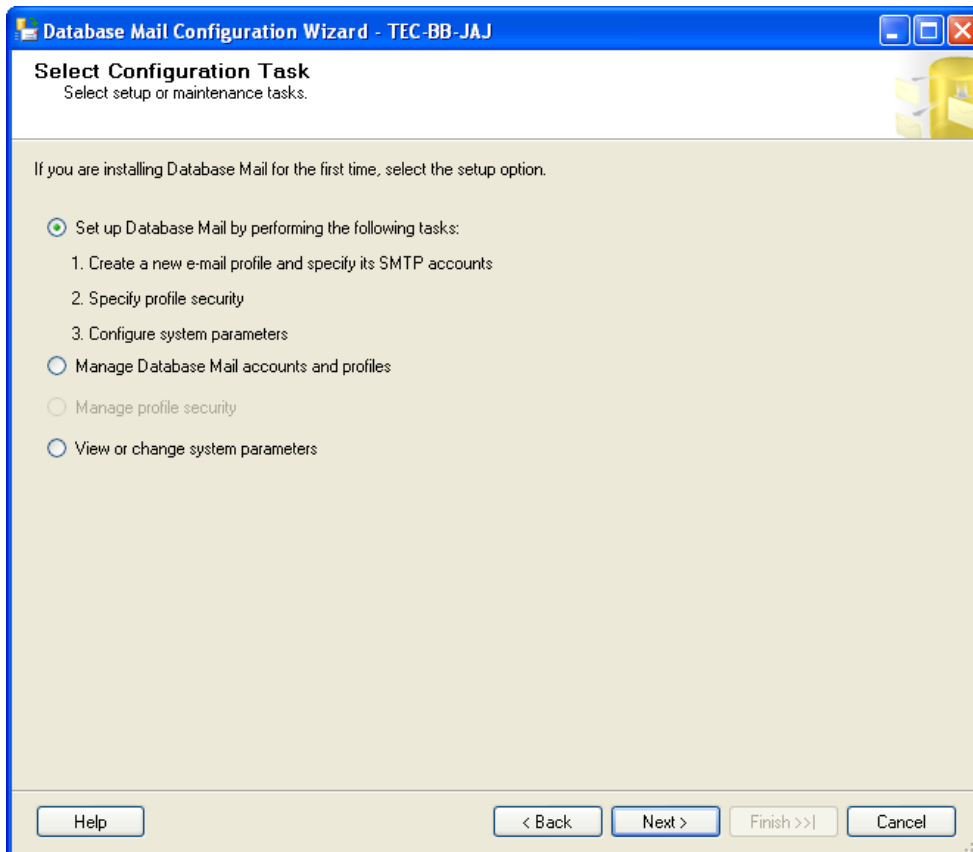 Database Mail Configuration Wizard - TEC-BB-JAJ
Select Configuration Task
Select setup or maintenance tasks.
If you are installing Database Mail for the first time, select the setup option.
Set up Database Mail by performing the following tasks:
1. Create a new e-mail profile and specify its SMTP accounts
2. Specify profile security
3. Configure system parameters
Manage Database Mail accounts and profiles
Manage profile security
View or change system parameters
Help
< Back
Next >
Finish >>|
Cancel